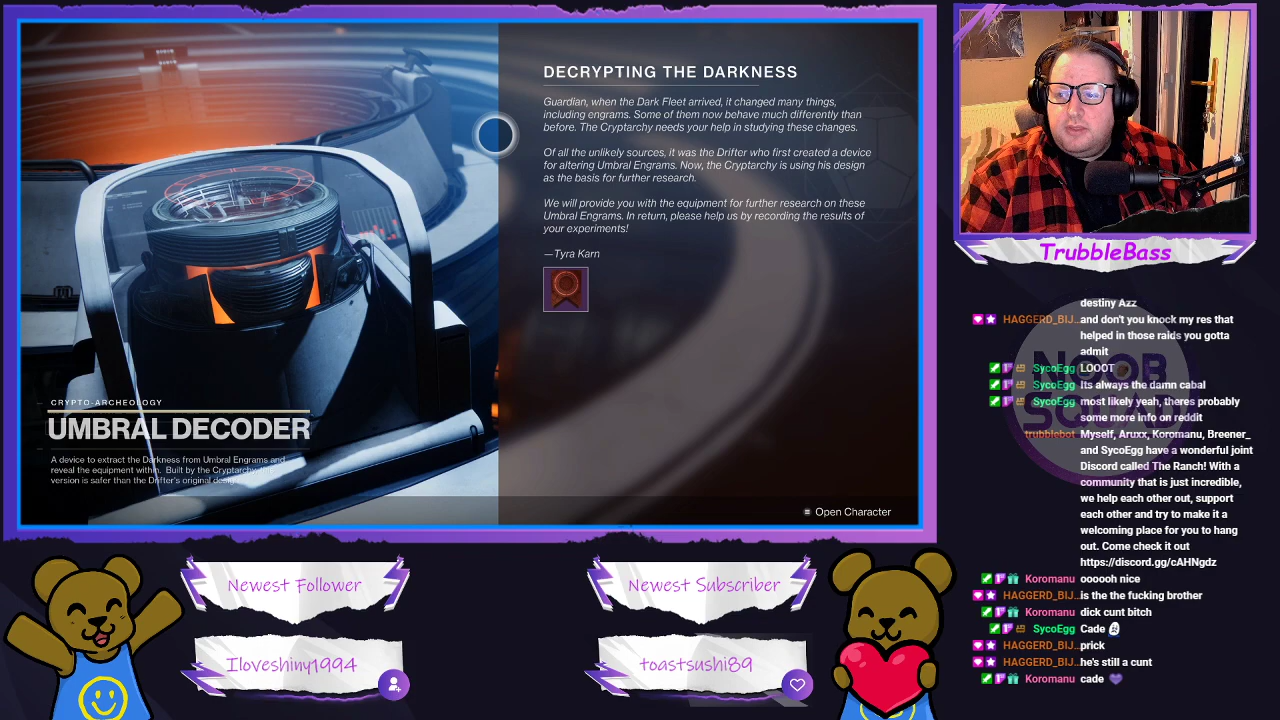 DECRYPTING THE DARKNESS
Guardian, when the Dark Fleet arrived, it changed many things,
including engrams. Some of them now behave much differently than
before. The Cryptarchy needs your help in studying these changes.
Of all the unlikely sources, it was the Drifter who first created a device
for altering Umbral Engrams. Now, the Cryptarchy is using his design
as the basis for further research.
We will provide you with the equipment for further research on these
Umbral Engrams. In return, please help us by recording the results of
your experiments!
—Tyra Karn
CRYPTO-ARCHEOLOGY
UMBRAL DECODER
A device to extract the Darkness from Umbral Engrams and
reveal the equipment within. Built by the Cryptarchy, this
version is safer than the Drifter's original design.
Open Character
TrubbleBass
NOOB
SQUAD
destiny Azz
HAGGERD_BIJ... and don't you knock my res that
helped in those raids you gotta
admit
SycoEgg LOOOT
SycoEgg Its always the damn cabal
SycoEgg most likely yeah, theres probably
some more info on reddit
trubblebot Myself, Aruxx, Koromanu, Breener_
and SycoEgg have a wonderful joint
Discord called The Ranch! With a
community that is just incredible,
we help each other out, support
each other and try to make it a
welcoming place for you to hang
out. Come check it out
https://discord.gg/cAHNgdz
Koromanu oooooh nice
HAGGERD_BIJ... is the the fucking brother
Koromanu dick cunt bitch
SycoEgg Cade
HAGGERD_BIJ... prick
HAGGERD_BIJ... he's still a cunt
Koromanu cade 💜
Newest Follower
Iloveshiny1994
Newest Subscriber
toastsushi89